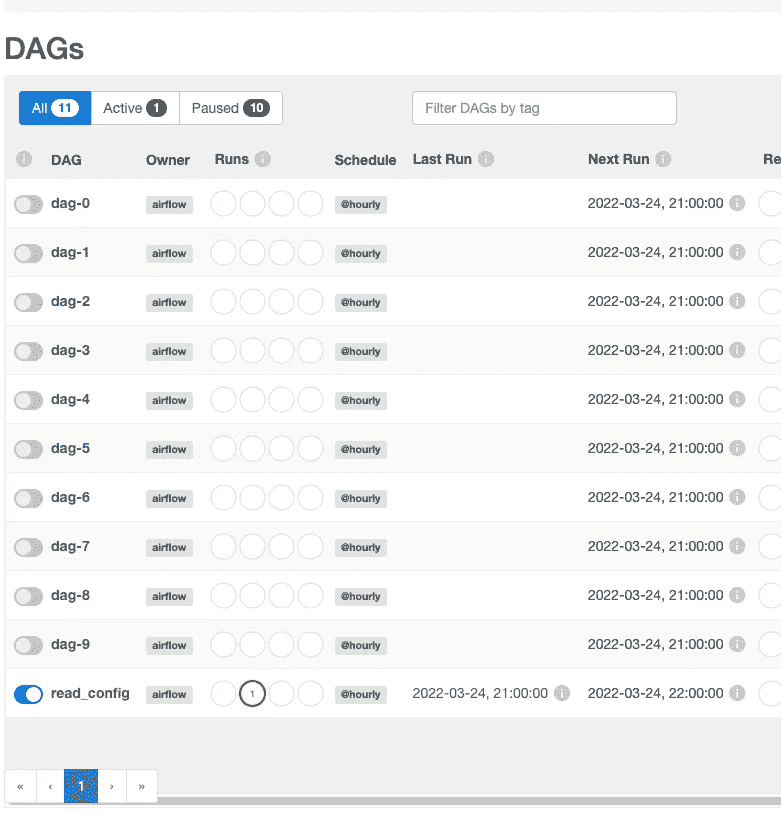 DAGs
All 11 Active 1 Paused 10 Filter DAGs by tag
DAG Owner Runs Schedule Last Run Next Run Re
dag-0 airflow @hourly 2022-03-24, 21:00:00
dag-1 airflow @hourly 2022-03-24, 21:00:00
dag-2 airflow @hourly 2022-03-24, 21:00:00
dag-3 airflow @hourly 2022-03-24, 21:00:00
dag-4 airflow @hourly 2022-03-24, 21:00:00
dag-5 airflow @hourly 2022-03-24, 21:00:00
dag-6 airflow @hourly 2022-03-24, 21:00:00
dag-7 airflow @hourly 2022-03-24, 21:00:00
dag-8 airflow @hourly 2022-03-24, 21:00:00
dag-9 airflow @hourly 2022-03-24, 21:00:00
read_config airflow 1 @hourly 2022-03-24, 21:00:00 2022-03-24, 22:00:00
« ‹ 1 › »